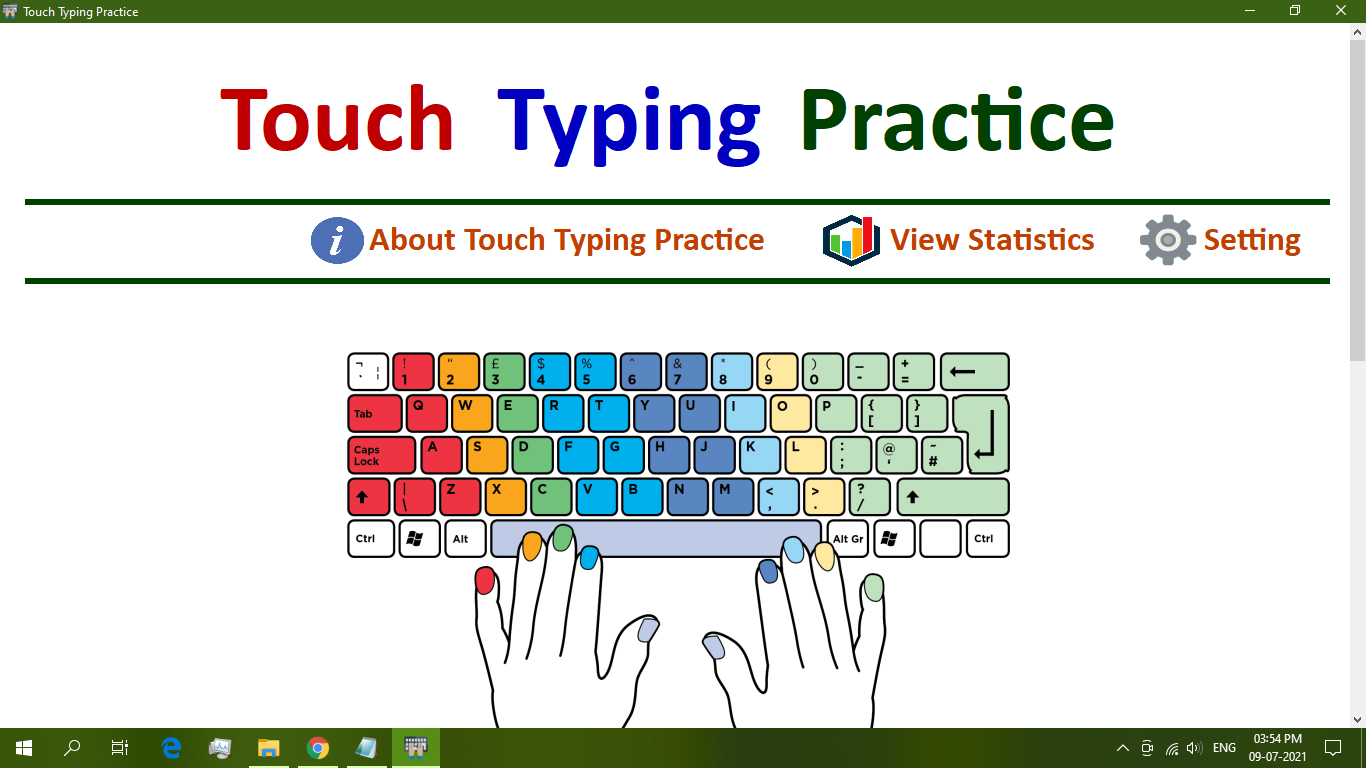 Touch Typing Practice
Touch Typing Practice
i About Touch Typing Practice View Statistics Setting
¬ ` ¦ ! 1 " 2 £ 3 $ 4 % 5 ^ 6 & 7 * 8 ( 9 ) 0 _ - + =
Tab Q W E R T Y U I O P { [ } ]
Caps Lock A S D F G H J K L : ; @ ‘ ~ #
| \ Z X C V B N M < , > . ? /
Ctrl Alt Alt Gr Ctrl
ENG 03:54 PM
09-07-2021